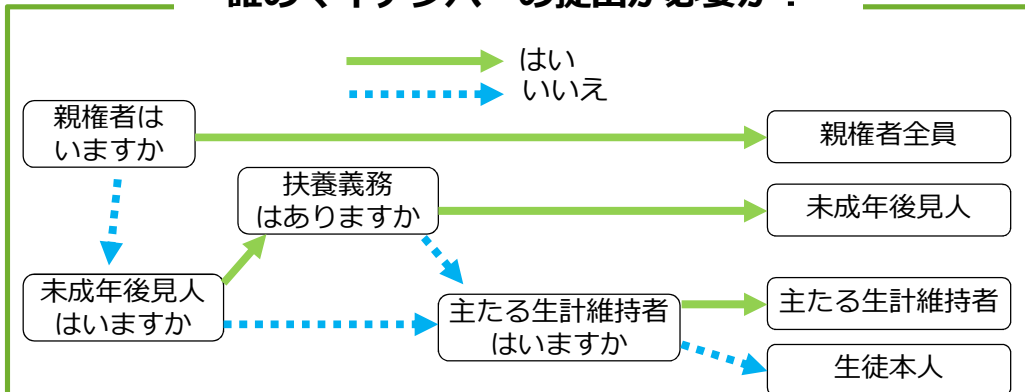 はい
いいえ
親権者は
いますか
親権者全員
扶養義務
はありますか
未成年後見人
未成年後見人
はいますか
主たる生計維持者
はいますか
主たる生計維持者
生徒本人